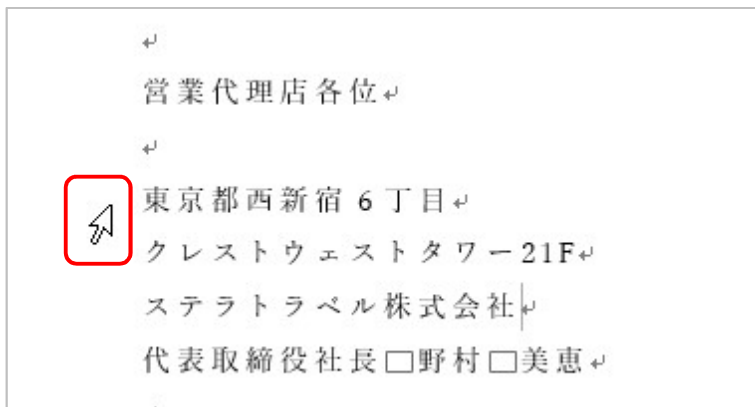 営業代理店各位
東京都西新宿6丁目
クレストウェストタワー21F
ステラトラベル株式会社
代表取締役社長□野村□美恵